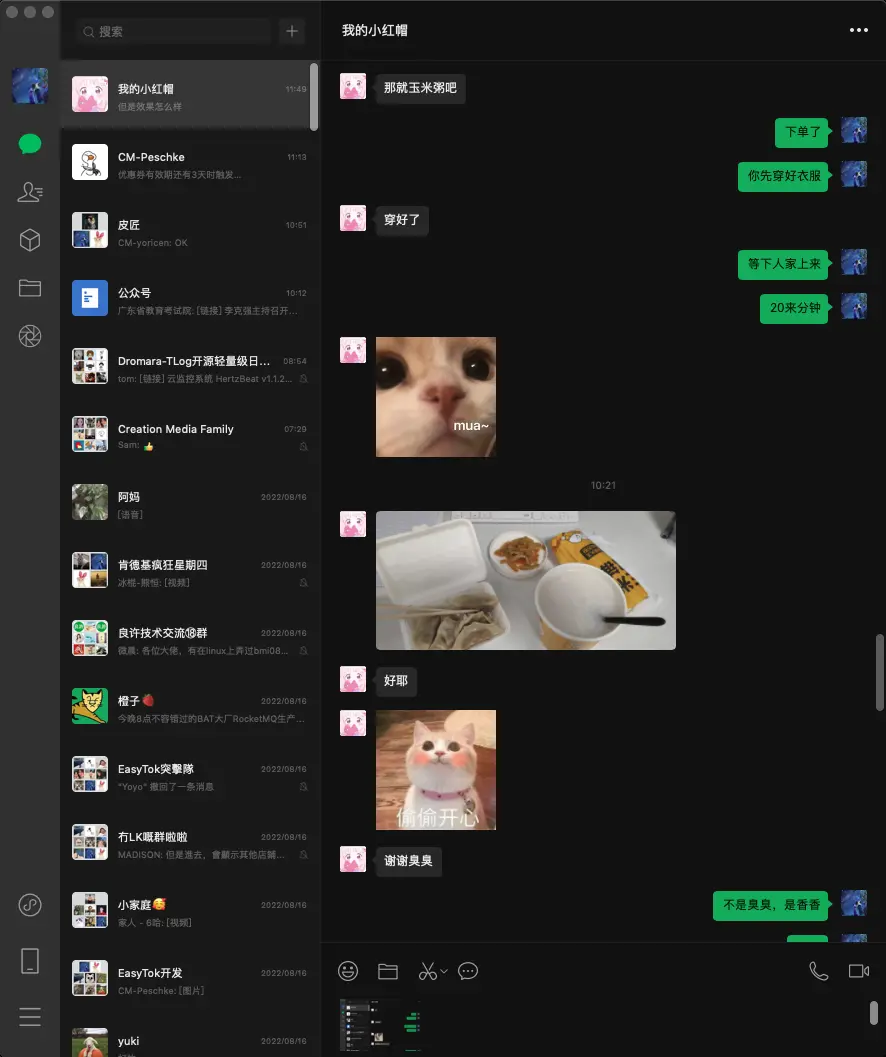 搜索
我的小红帽
11:49
但是效果怎么样
CM-Peschke
11:13
优惠券有效期还有3天时触发...
皮匠
10:51
CM-yoricen: OK
公众号
10:12
广东省教育考试院: [链接] 李克强主持召开...
Dromara-TLog开源轻量级日...
08:54
tom: [链接] 云监控系统 HertzBeat v1.1.2...
Creation Media Family
07:29
Sam: 👍
阿妈
2022/08/16
[语音]
肯德基疯狂星期四
2022/08/16
冰棍-熊恒: [视频]
良许技术交流⑱群
2022/08/16
微晨: 各位大佬，有在linux上弄过bmi08...
橙子🍓
2022/08/16
今晚8点不容错过的BAT大厂RocketMQ生产...
EasyTok突擊隊
2022/08/16
"Yoyo" 撤回了一条消息
冇LK嘅群啦啦
2022/08/16
MADISON: 但是進去，會顯示其他店鋪...
小家庭🥰
2022/08/16
家人 - 6哈: [视频]
EasyTok开发
2022/08/16
CM-Peschke: [图片]
yuki
2022/08/16
我的小红帽
那就玉米粥吧
下单了
你先穿好衣服
穿好了
等下人家上来
20来分钟
mua~
10:21
好耶
偷偷开心
谢谢臭臭
不是臭臭，是香香